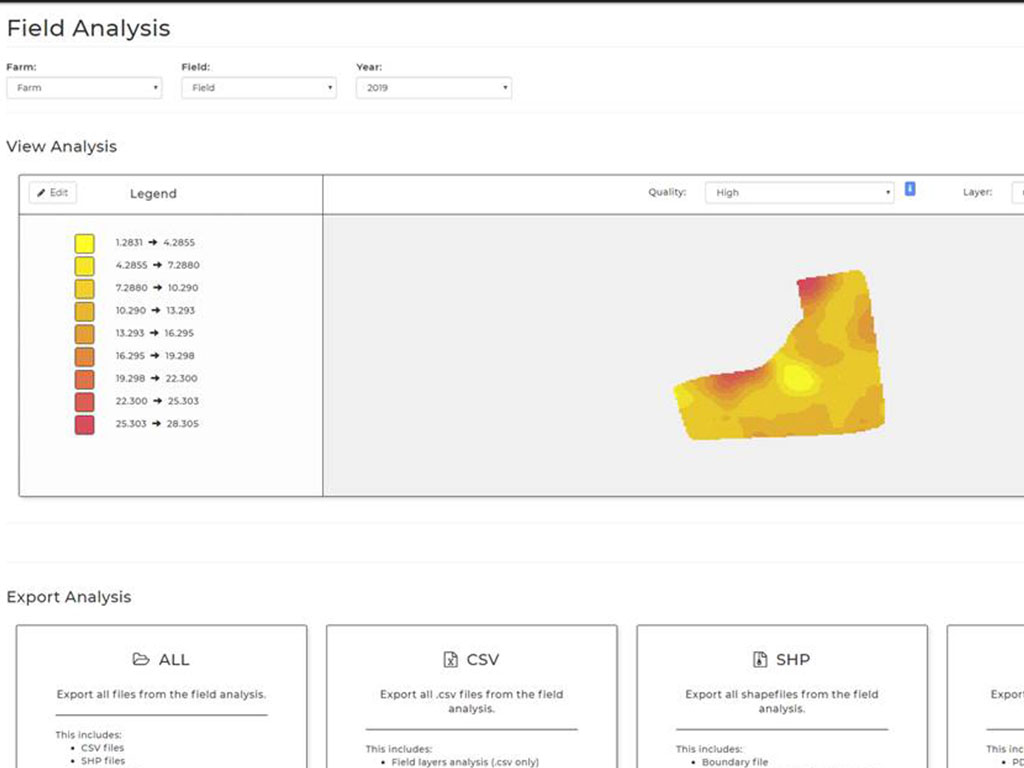 Field Analysis
Farm: Field: Year:
Farm Field 2019
View Analysis
Edit Legend Quality: High Layer:
1.2831 ➔ 4.2855
4.2855 ➔ 7.2880
7.2880 ➔ 10.290
10.290 ➔ 13.293
13.293 ➔ 16.295
16.295 ➔ 19.298
19.298 ➔ 22.300
22.300 ➔ 25.303
25.303 ➔ 28.305
Export Analysis
ALL
Export all files from the field analysis.
This includes:
• CSV files
• SHP files
CSV
Export all .csv files from the field
analysis.
This includes:
• Field layers analysis (.csv only)
SHP
Export all shapefiles from the field
analysis.
This includes:
• Boundary file